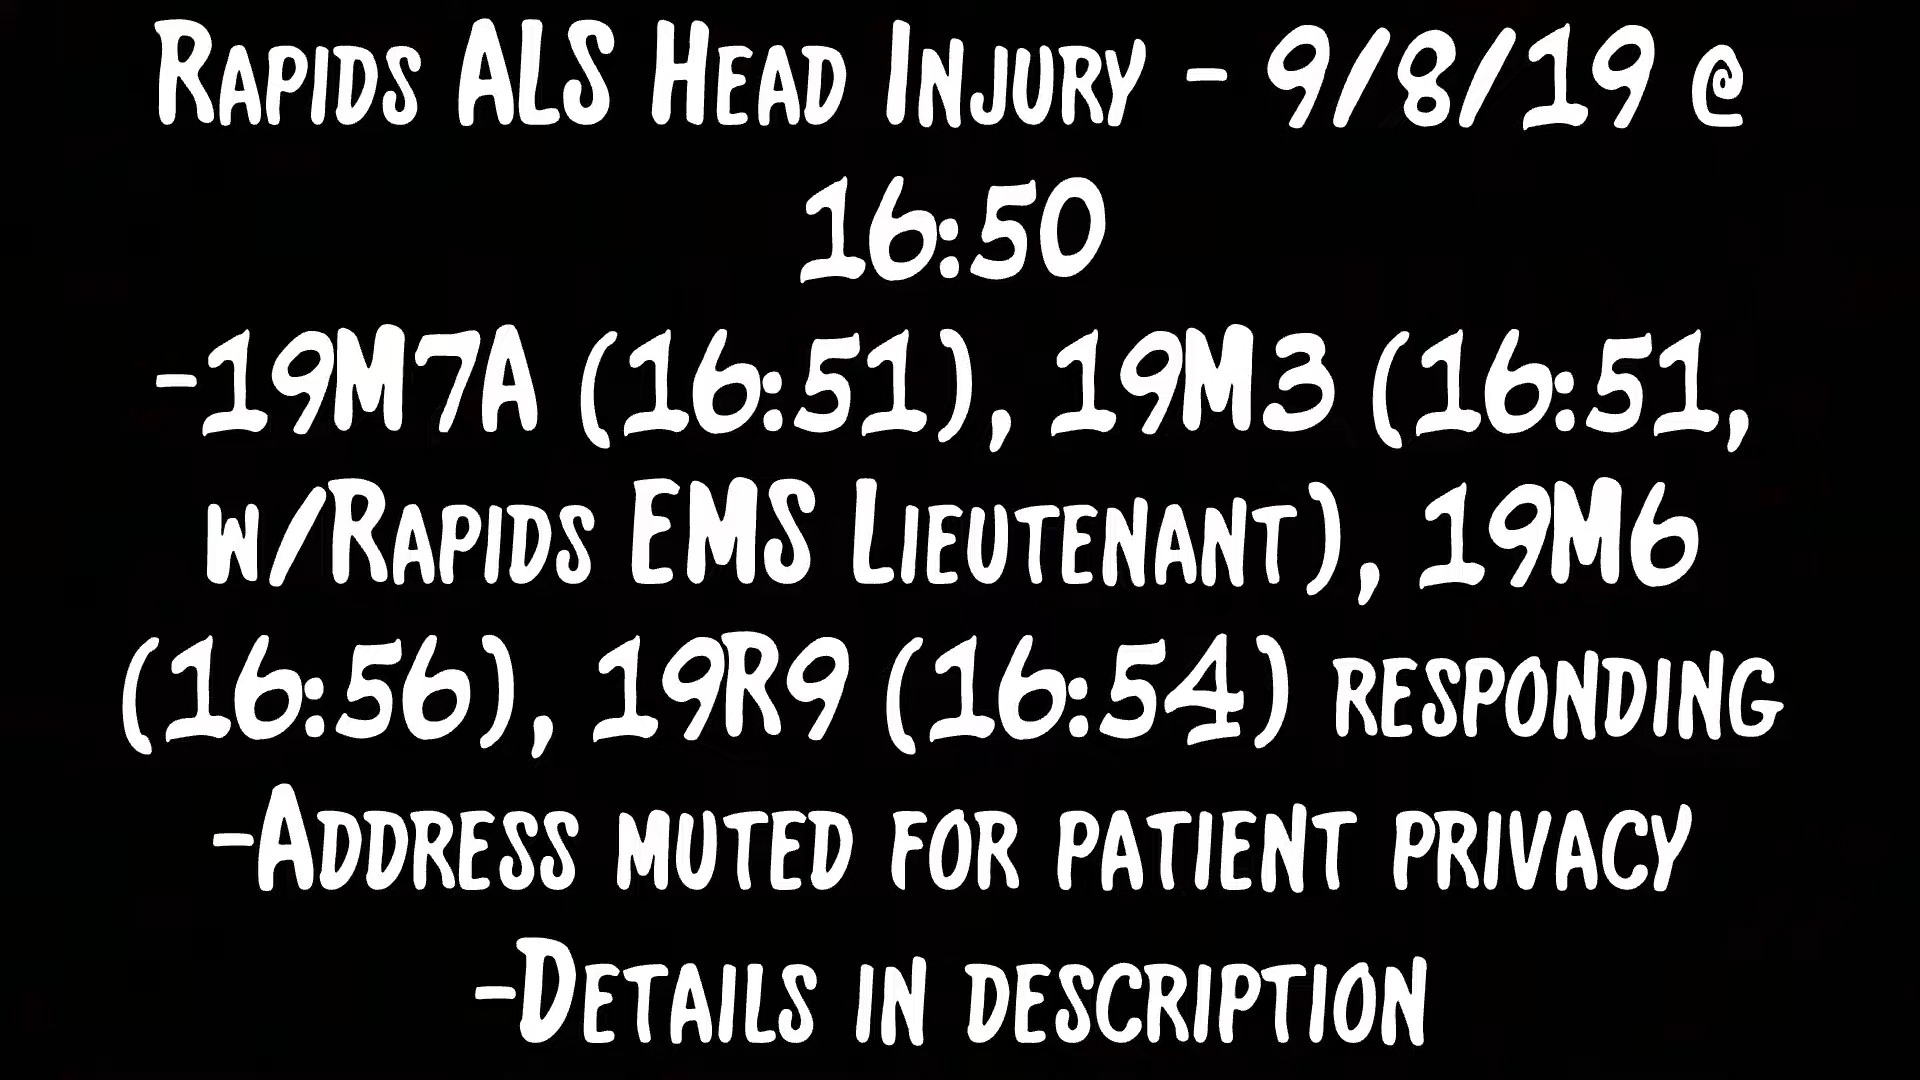 Rapids ALS Head Injury - 9/8/19 @
16:50
-19M7A (16:51), 19M3 (16:51,
w/Rapids EMS Lieutenant), 19M6
(16:56), 19R9 (16:54) responding
-Address muted for patient privacy
-Details in description